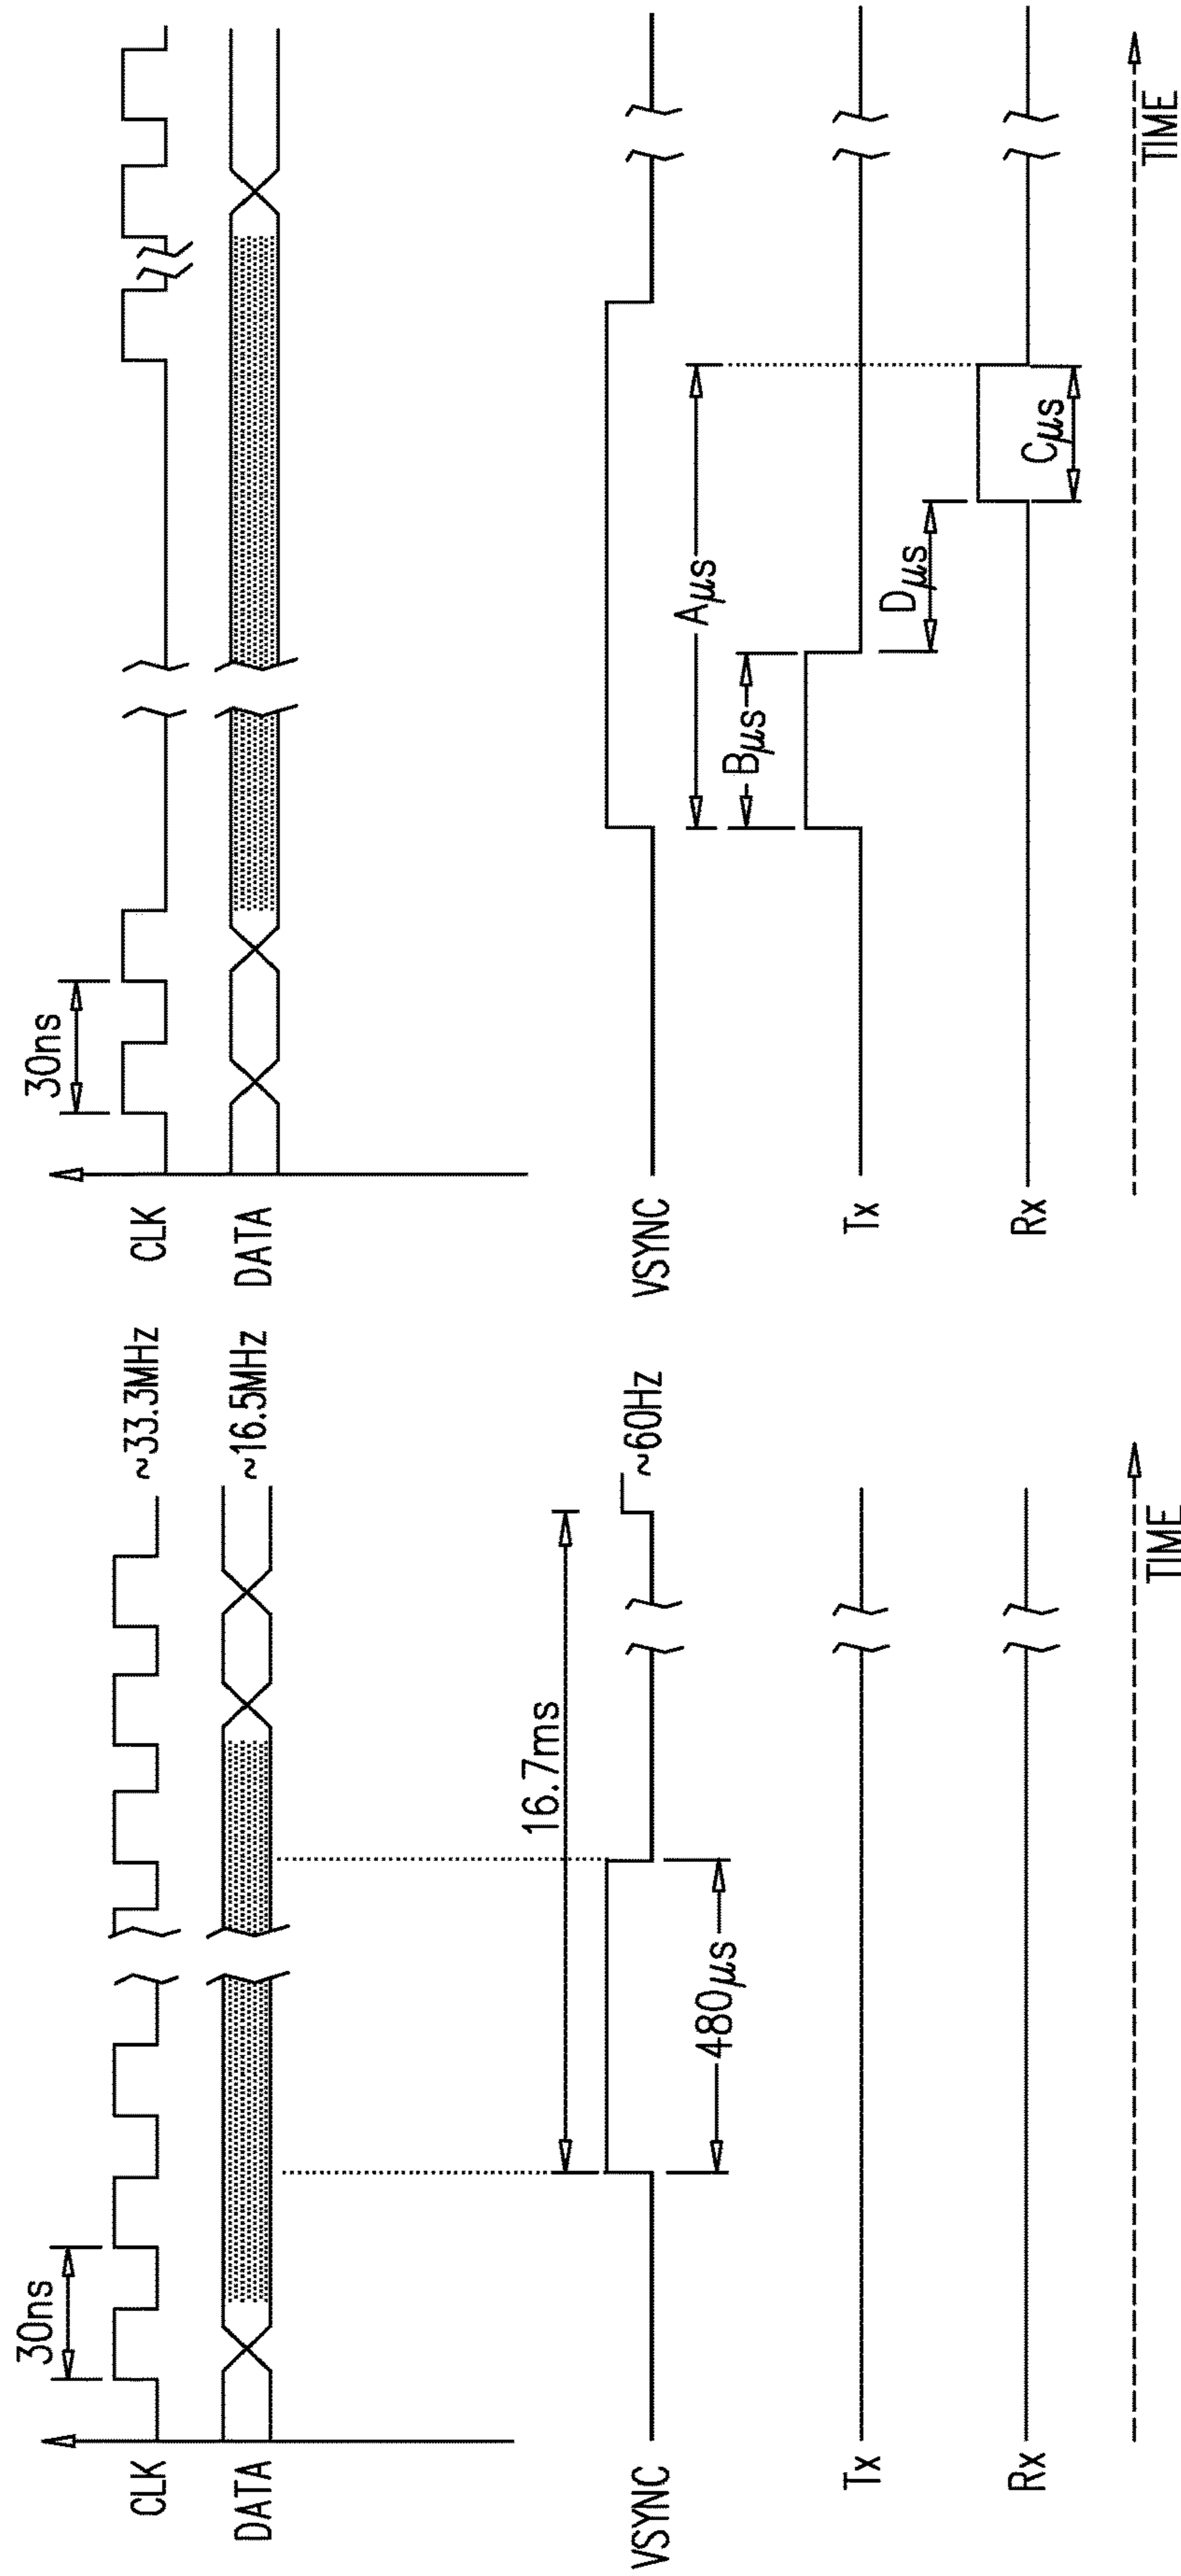 30ns
CLK
~33.3MHz
DATA
~16.5MHz
16.7ms
VSYNC
~60Hz
480µs
Tx
Rx
TIME
30ns
CLK
DATA
VSYNC
Aµs
Bµs
Tx
Dµs
Rx
Cµs
TIME